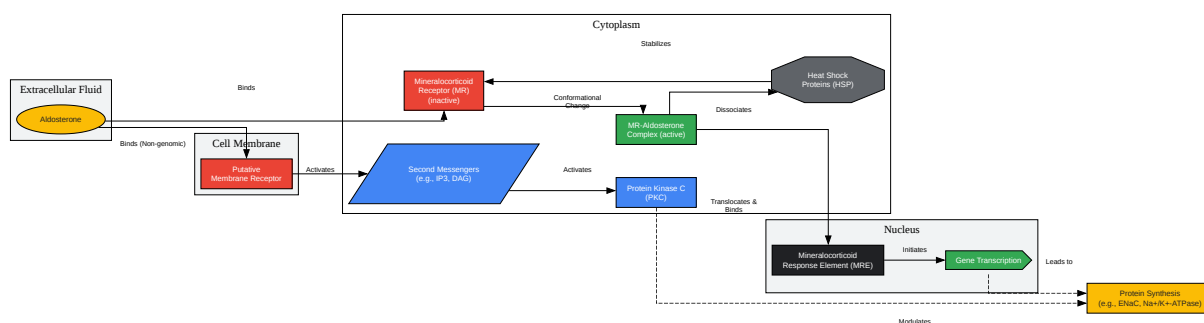 Cytoplasm
Stabilizes
Extracellular Fluid
Aldosterone
Binds
Mineralocorticoid
Receptor (MR)
(inactive)
Heat Shock
Proteins (HSP)
Conformational
Change
Dissociates
MR-Aldosterone
Complex (active)
Binds (Non-genomic)
Cell Membrane
Putative
Membrane Receptor
Activates
Second Messengers
(e.g., IP3, DAG)
Activates
Protein Kinase C
(PKC)
Translocates &
Binds
Nucleus
Mineralocorticoid
Response Element (MRE)
Initiates
Gene Transcription
Leads to
Protein Synthesis
(e.g., ENaC, Na+/K+-ATPase)
Modulates